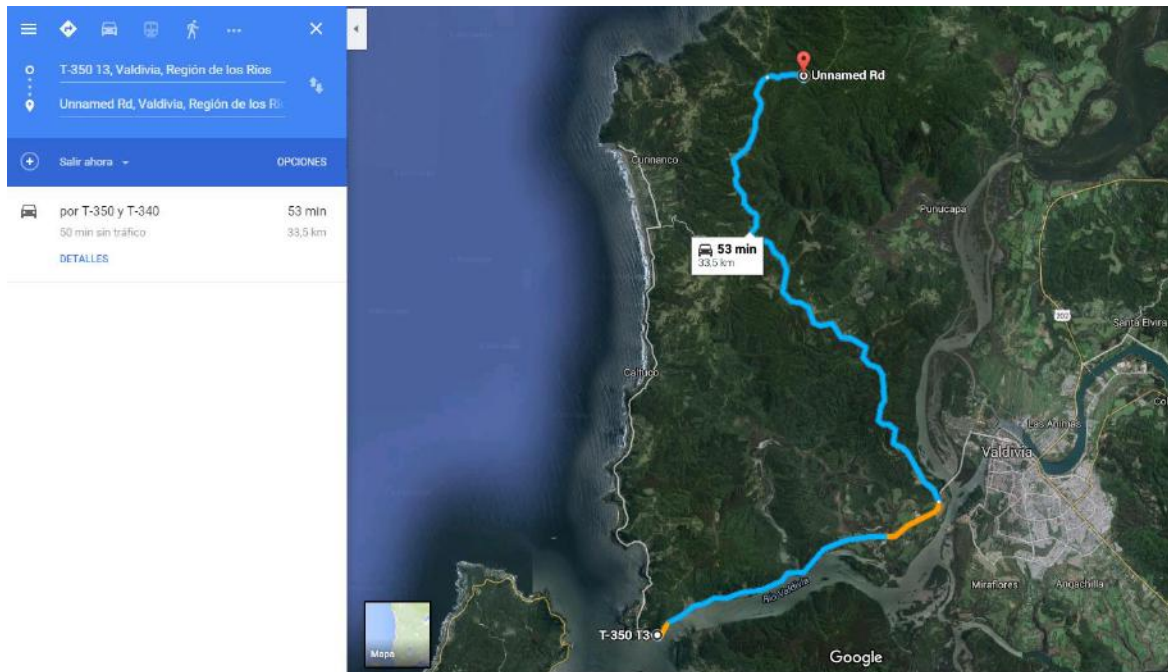 T-350 13, Valdivia, Región de los Ríos
Unnamed Rd, Valdivia, Región de los Rí
Salir ahora
OPCIONES
por T-350 y T-340
53 min
50 min sin tráfico
33,5 km
DETALLES
Unnamed Rd
Curiñanco
Punucapa
53 min
33,5 km
202
Santa Elvira
Calfuco
Las Animas
Col
Valdivia
Río Valdivia
Miraflores
Angachilla
T-350 13
Mapa
Google